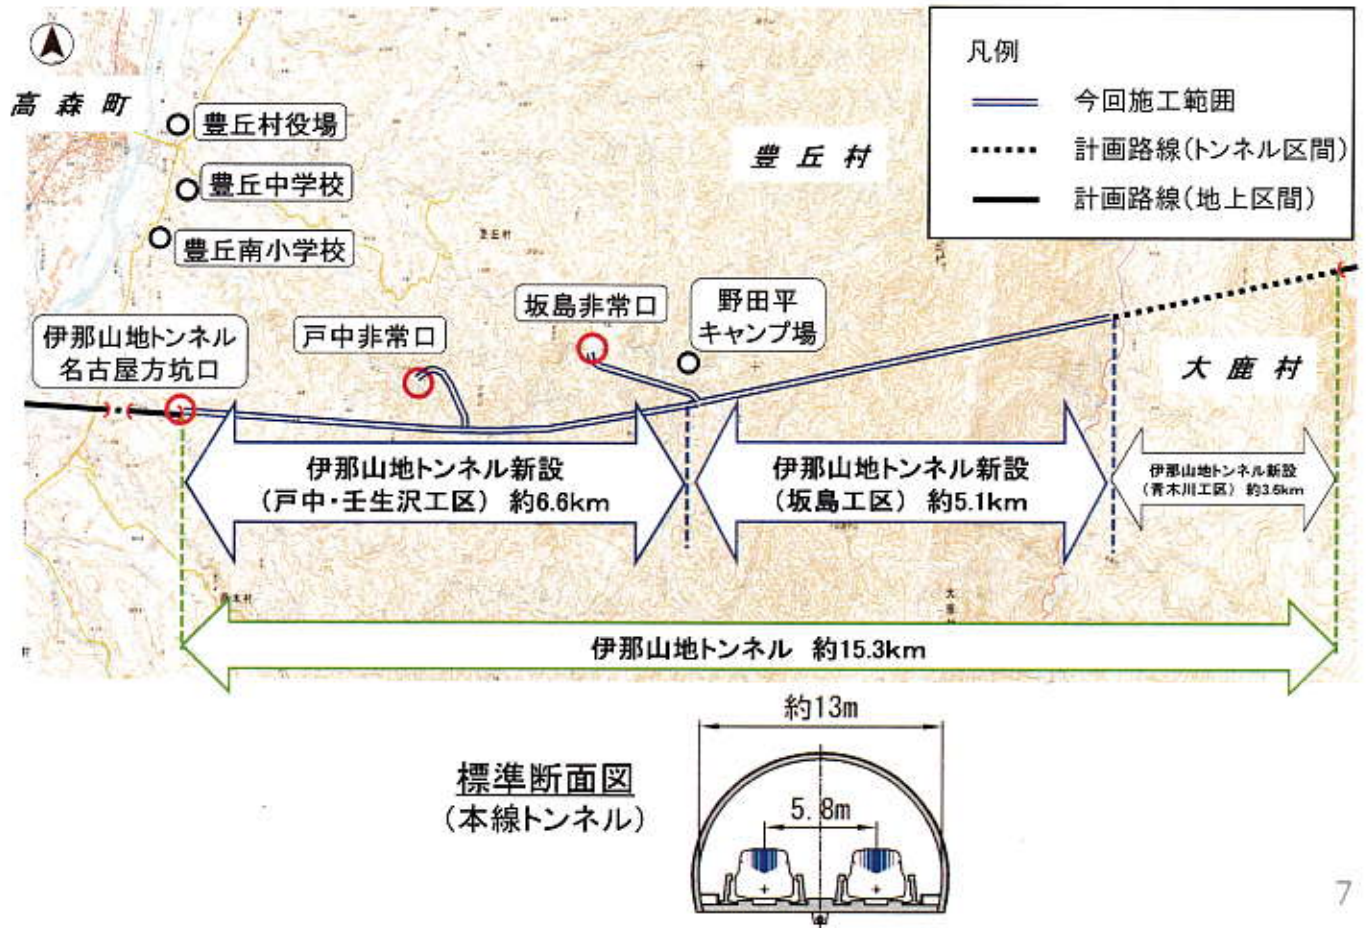 N
高森町
豊丘村役場
豊丘中学校
豊丘南小学校
豊丘村
凡例
今回施工範囲
計画路線(トンネル区間)
計画路線(地上区間)
伊那山地トンネル
名古屋方坑口
戸中非常口
坂島非常口
野田平
キャンプ場
大鹿村
伊那山地トンネル新設
(戸中・壬生沢工区) 約6.6km
伊那山地トンネル新設
(坂島工区) 約5.1km
伊那山地トンネル新設
(青木川工区) 約3.6km
伊那山地トンネル 約15.3km
標準断面図
(本線トンネル)
約13m
5.8m
7